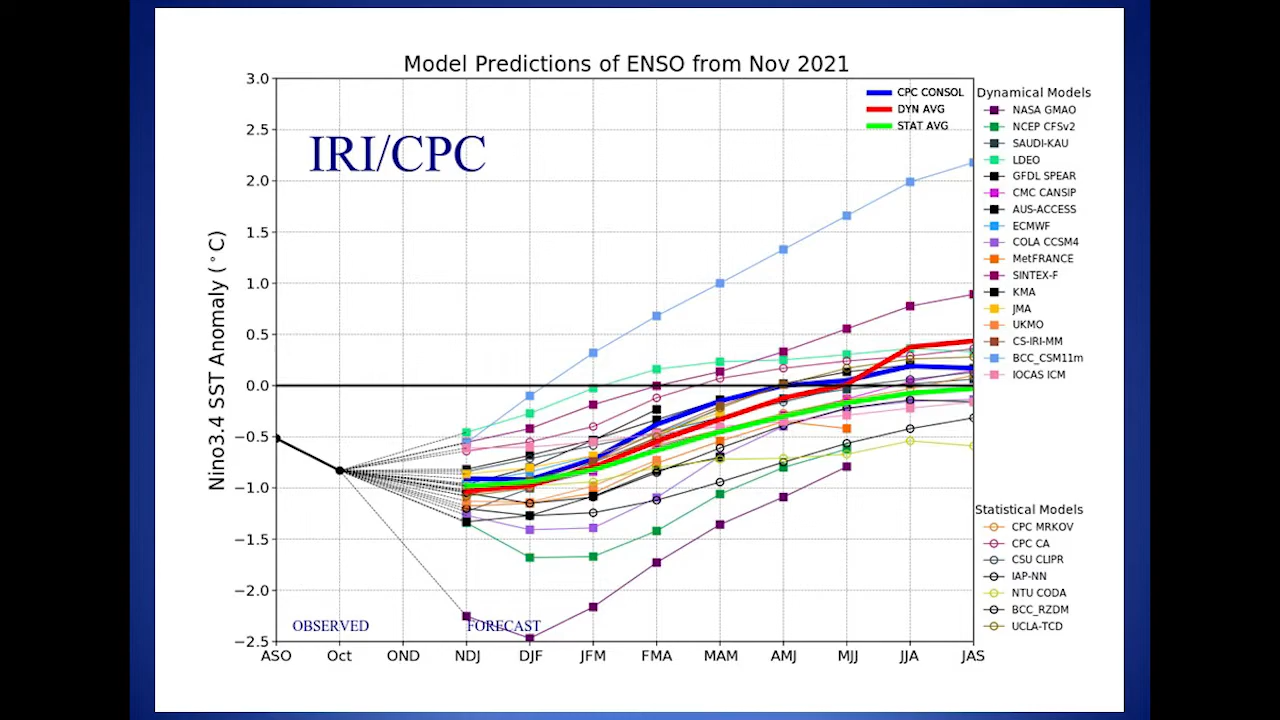 Model Predictions of ENSO from Nov 2021
IRI/CPC
CPC CONSOL
DYN AVG
STAT AVG
Dynamical Models
NASA GMAO
NCEP CFSv2
SAUDI-KAU
LDEO
GFDL SPEAR
CMC CANSIP
AUS-ACCESS
ECMWF
COLA CCSM4
MetFRANCE
SINTEX-F
KMA
JMA
UKMO
CS-IRI-MM
BCC_CSM11m
IOCAS ICM
Statistical Models
CPC MRKOV
CPC CA
CSU CLIPR
IAP-NN
NTU CODA
BCC_RZDM
UCLA-TCD
Nino3.4 SST Anomaly (°C)
3.0
2.5
2.0
1.5
1.0
0.5
0.0
−0.5
−1.0
−1.5
−2.0
−2.5
OBSERVED FORECAST
ASO Oct OND NDJ DJF JFM FMA MAM AMJ MJJ JJA JAS